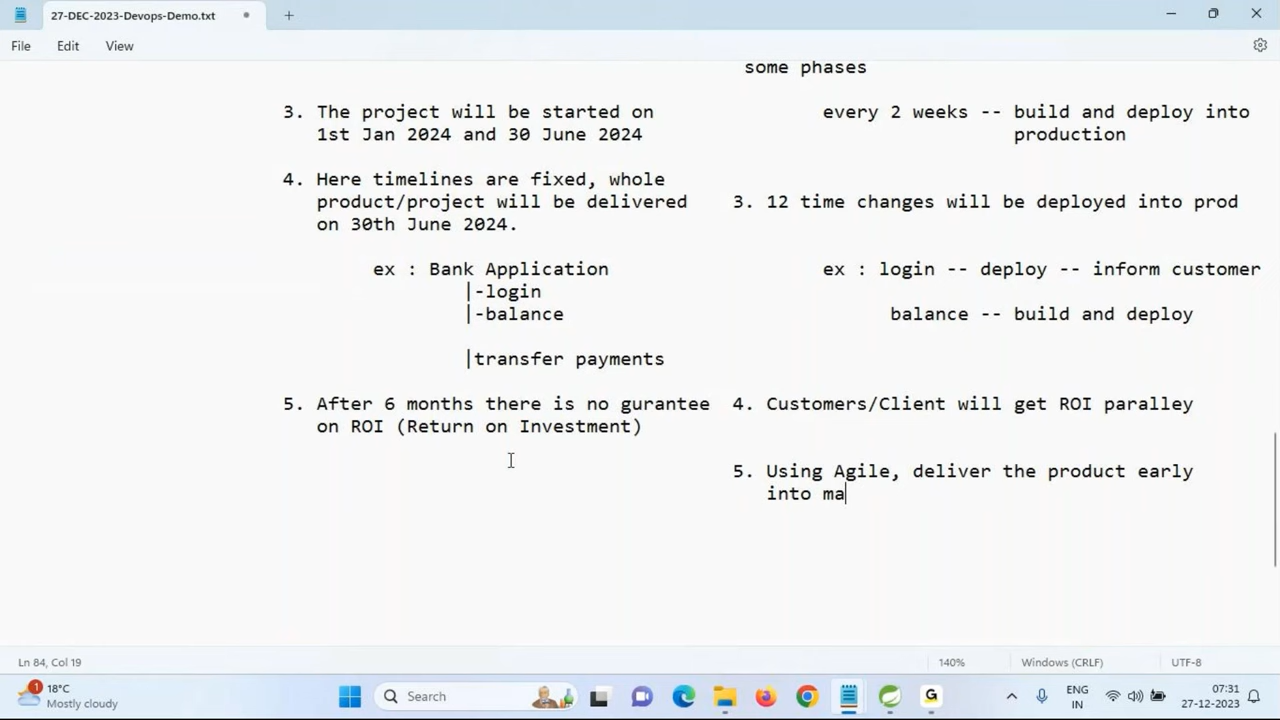 27-DEC-2023-Devops-Demo.txt
File Edit View
some phases
3. The project will be started on
1st Jan 2024 and 30 June 2024
every 2 weeks -- build and deploy into
production
4. Here timelines are fixed, whole
product/project will be delivered
on 30th June 2024.
3. 12 time changes will be deployed into prod
ex : Bank Application
|-login
|-balance
|transfer payments
ex : login -- deploy -- inform customer
balance -- build and deploy
5. After 6 months there is no gurantee
on ROI (Return on Investment)
4. Customers/Client will get ROI paralley
5. Using Agile, deliver the product early
into ma
Ln 84, Col 19
140%
Windows (CRLF)
UTF-8
1
18°C
Mostly cloudy
Search
G
ENG
IN
07:31
27-12-2023